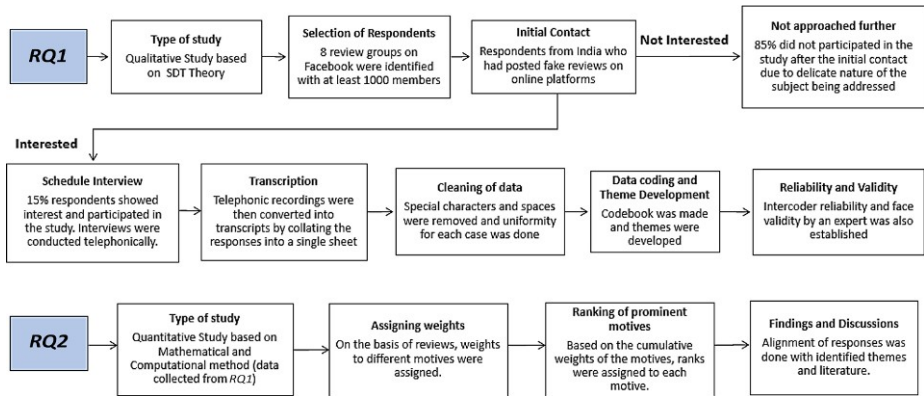 RQ1
Type of study
Qualitative Study based
on SDT Theory
Selection of Respondents
8 review groups on
Facebook were identified
with at least 1000 members
Initial Contact
Respondents from India who
had posted fake reviews on
online platforms
Not Interested
Not approached further
85% did not participated in
the study after the initial
contact due to delicate nature of
the subject being addressed
Interested
Schedule Interview
15% respondents showed
interest and participated in
the study. Interviews were
conducted telephonically.
Transcription
Telephonic recordings were
then converted into
transcripts by collating the
responses into a single sheet
Cleaning of data
Special characters and spaces
were removed and uniformity
for each case was done
Data coding and
Theme Development
Codebook was made
and themes were
developed
Reliability and Validity
Intercoder reliability and face
validity by an expert was also
established
RQ2
Type of study
Quantitative Study based on
Mathematical and
Computational method (data
collected from RQ1)
Assigning weights
On the basis of reviews, weights
to different motives were
assigned.
Ranking of prominent
motives
Based on the cumulative
weights of the motives, ranks
were assigned to each
motive.
Findings and Discussions
Alignment of responses was
done with identified themes
and literature.